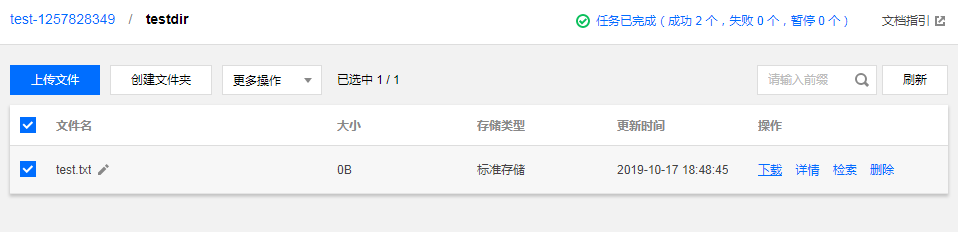 test-1257828349 / testdir 任务已完成（成功 2 个，失败 0 个，暂停 0 个） 文档指引
上传文件 创建文件夹 更多操作 已选中 1 / 1 请输入前缀 刷新
文件名 大小 存储类型 更新时间 操作
test.txt 0B 标准存储 2019-10-17 18:48:45 下载 详情 检索 删除